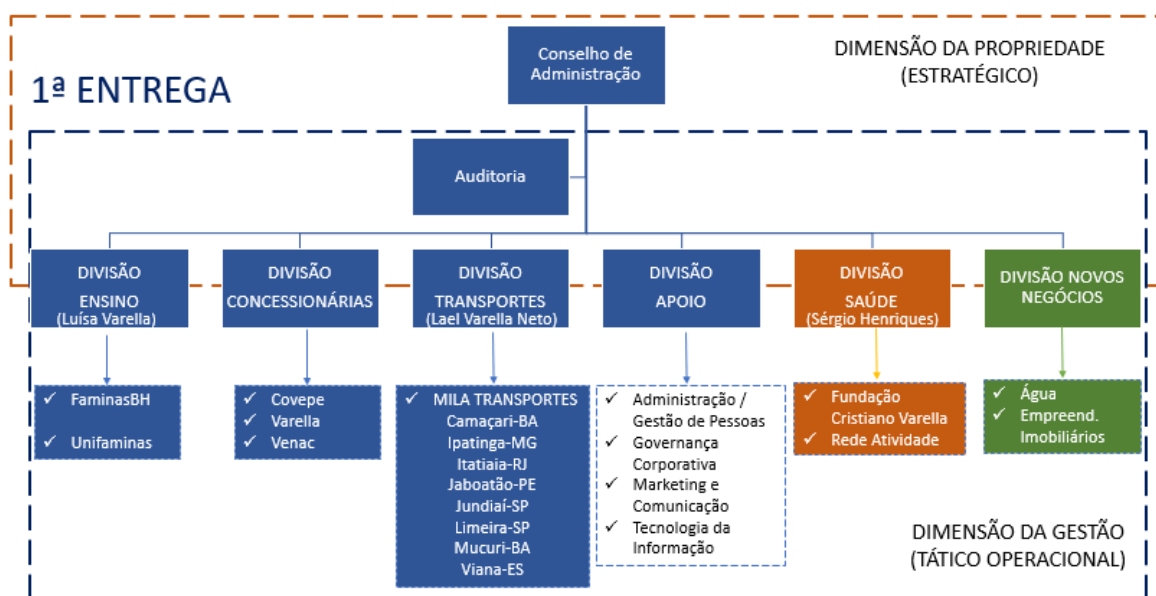 Conselho de
Administração
DIMENSÃO DA PROPRIEDADE
(ESTRATÉGICO)
1ª ENTREGA
Auditoria
DIVISÃO
ENSINO
(Luísa Varella)
DIVISÃO
CONCESSIONÁRIAS
DIVISÃO
TRANSPORTES
(Lael Varella Neto)
DIVISÃO
APOIO
DIVISÃO
SAÚDE
(Sérgio Henriques)
DIVISÃO NOVOS
NEGÓCIOS
✓ FaminasBH
✓ Unifaminas
✓ Covepe
✓ Varella
✓ Venac
✓ MILA TRANSPORTES
Camaçari-BA
Ipatinga-MG
Itatiaia-RJ
Jaboatão-PE
Jundiaí-SP
Limeira-SP
Mucuri-BA
Viana-ES
✓ Administração /
Gestão de Pessoas
✓ Governança
Corporativa
✓ Marketing e
Comunicação
✓ Tecnologia da
Informação
✓ Fundação
Cristiano Varella
✓ Rede Atividade
✓ Água
✓ Empreend.
Imobiliários
DIMENSÃO DA GESTÃO
(TÁTICO OPERACIONAL)